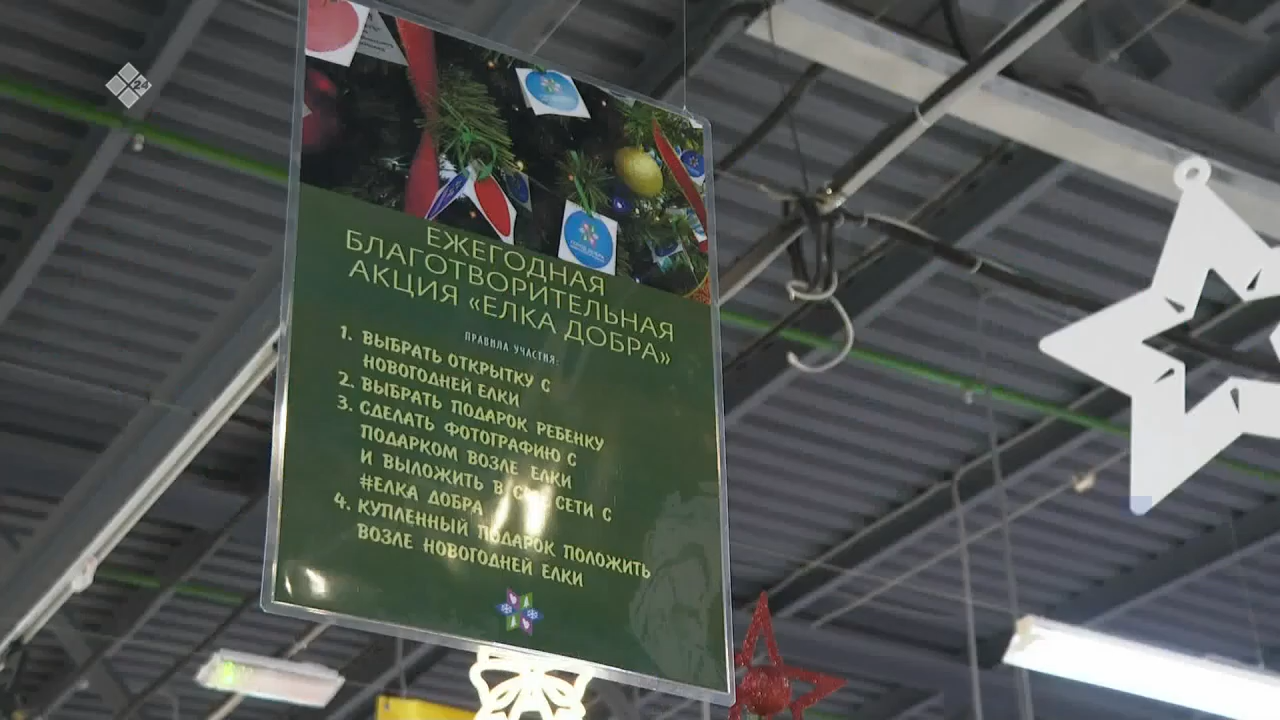 24
ЕЖЕГОДНАЯ
БЛАГОТВОРИТЕЛЬНАЯ
АКЦИЯ «ЕЛКА ДОБРА»
ПРАВИЛА УЧАСТИЯ:
1. ВЫБРАТЬ ОТКРЫТКУ С
НОВОГОДНЕЙ ЕЛКИ
2. ВЫБРАТЬ ПОДАРОК РЕБЕНКУ
3. СДЕЛАТЬ ФОТОГРАФИЮ С
ПОДАРКОМ ВОЗЛЕ ЕЛКИ
И ВЫЛОЖИТЬ В СЕТИ С
#ЕЛКА ДОБРА
4. КУПЛЕННЫЙ ПОДАРОК ПОЛОЖИТЬ
ВОЗЛЕ НОВОГОДНЕЙ ЕЛКИ